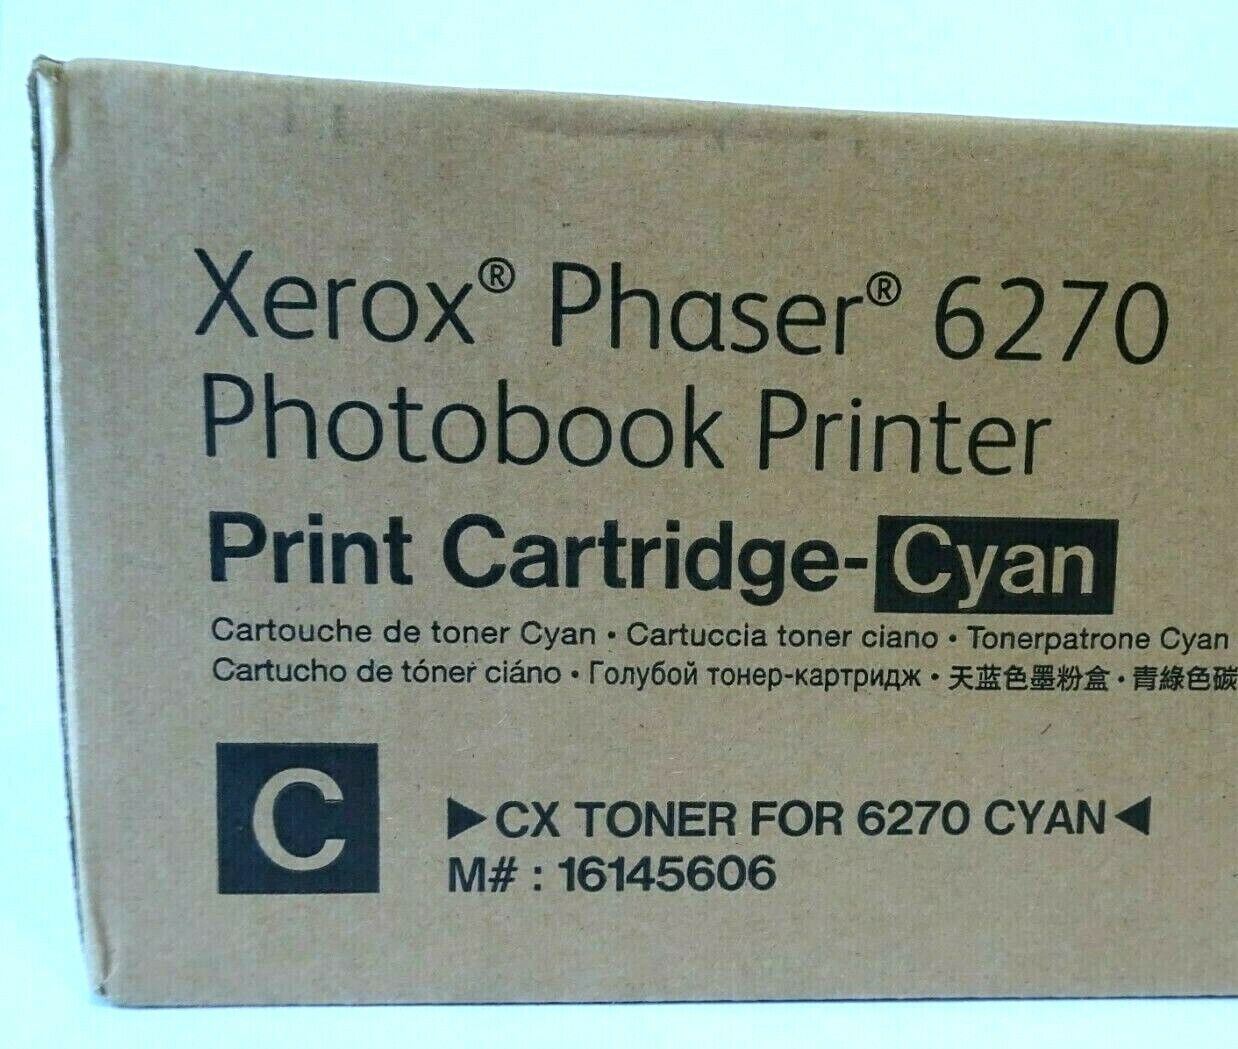 Xerox® Phaser® 6270
Photobook Printer
Print Cartridge-Cyan
Cartouche de toner Cyan • Cartuccia toner ciano • Tonerpatrone Cyan
Cartucho de tóner ciáno • Голубой тонер-картридж • 天蓝色墨粉盒 • 青綠色碳
C
▶CX TONER FOR 6270 CYAN◀
M# : 16145606